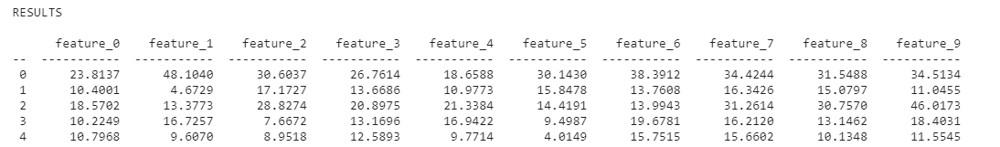 RESULTS
feature_0 feature_1 feature_2 feature_3 feature_4 feature_5 feature_6 feature_7 feature_8 feature_9
-- ----------- ----------- ----------- ----------- ----------- ----------- ----------- ----------- ----------- -----------
0 23.8137 48.1040 30.6037 26.7614 18.6588 30.1430 38.3912 34.4244 31.5488 34.5134
1 10.4001 4.6729 17.1727 13.6686 10.9773 15.8478 13.7608 16.3426 15.0797 11.0455
2 18.5702 13.3773 28.8274 20.8975 21.3384 14.4191 13.9943 31.2614 30.7570 46.0173
3 10.2249 16.7257 7.6672 13.1696 16.9422 9.4987 19.6781 16.2120 13.1462 18.4031
4 10.7968 9.6070 8.9518 12.5893 9.7714 4.0149 15.7515 15.6602 10.1348 11.5545